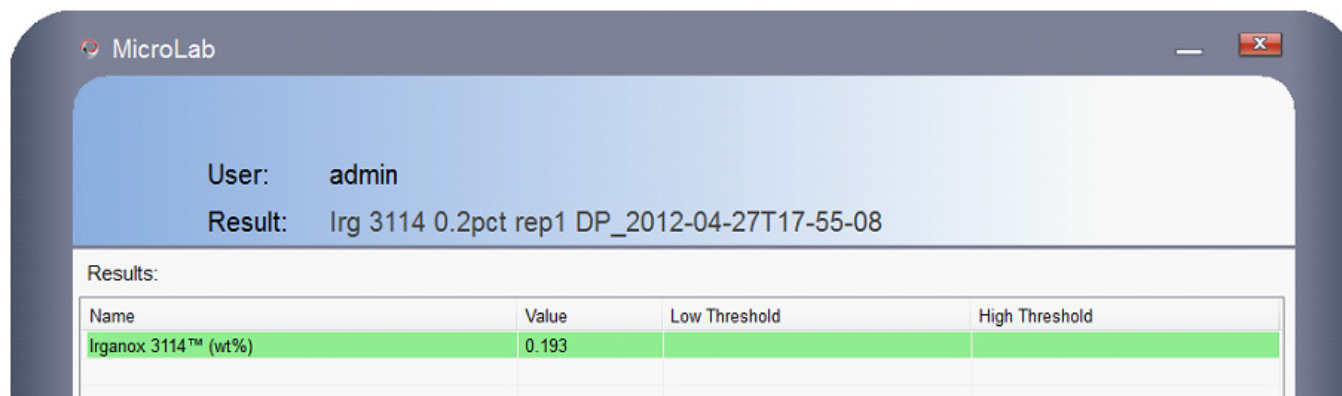 MicroLab
User: admin
Result: Irg 3114 0.2pct rep1 DP_2012-04-27T17-55-08
Results:
Name Value Low Threshold High Threshold
Irganox 3114™ (wt%) 0.193